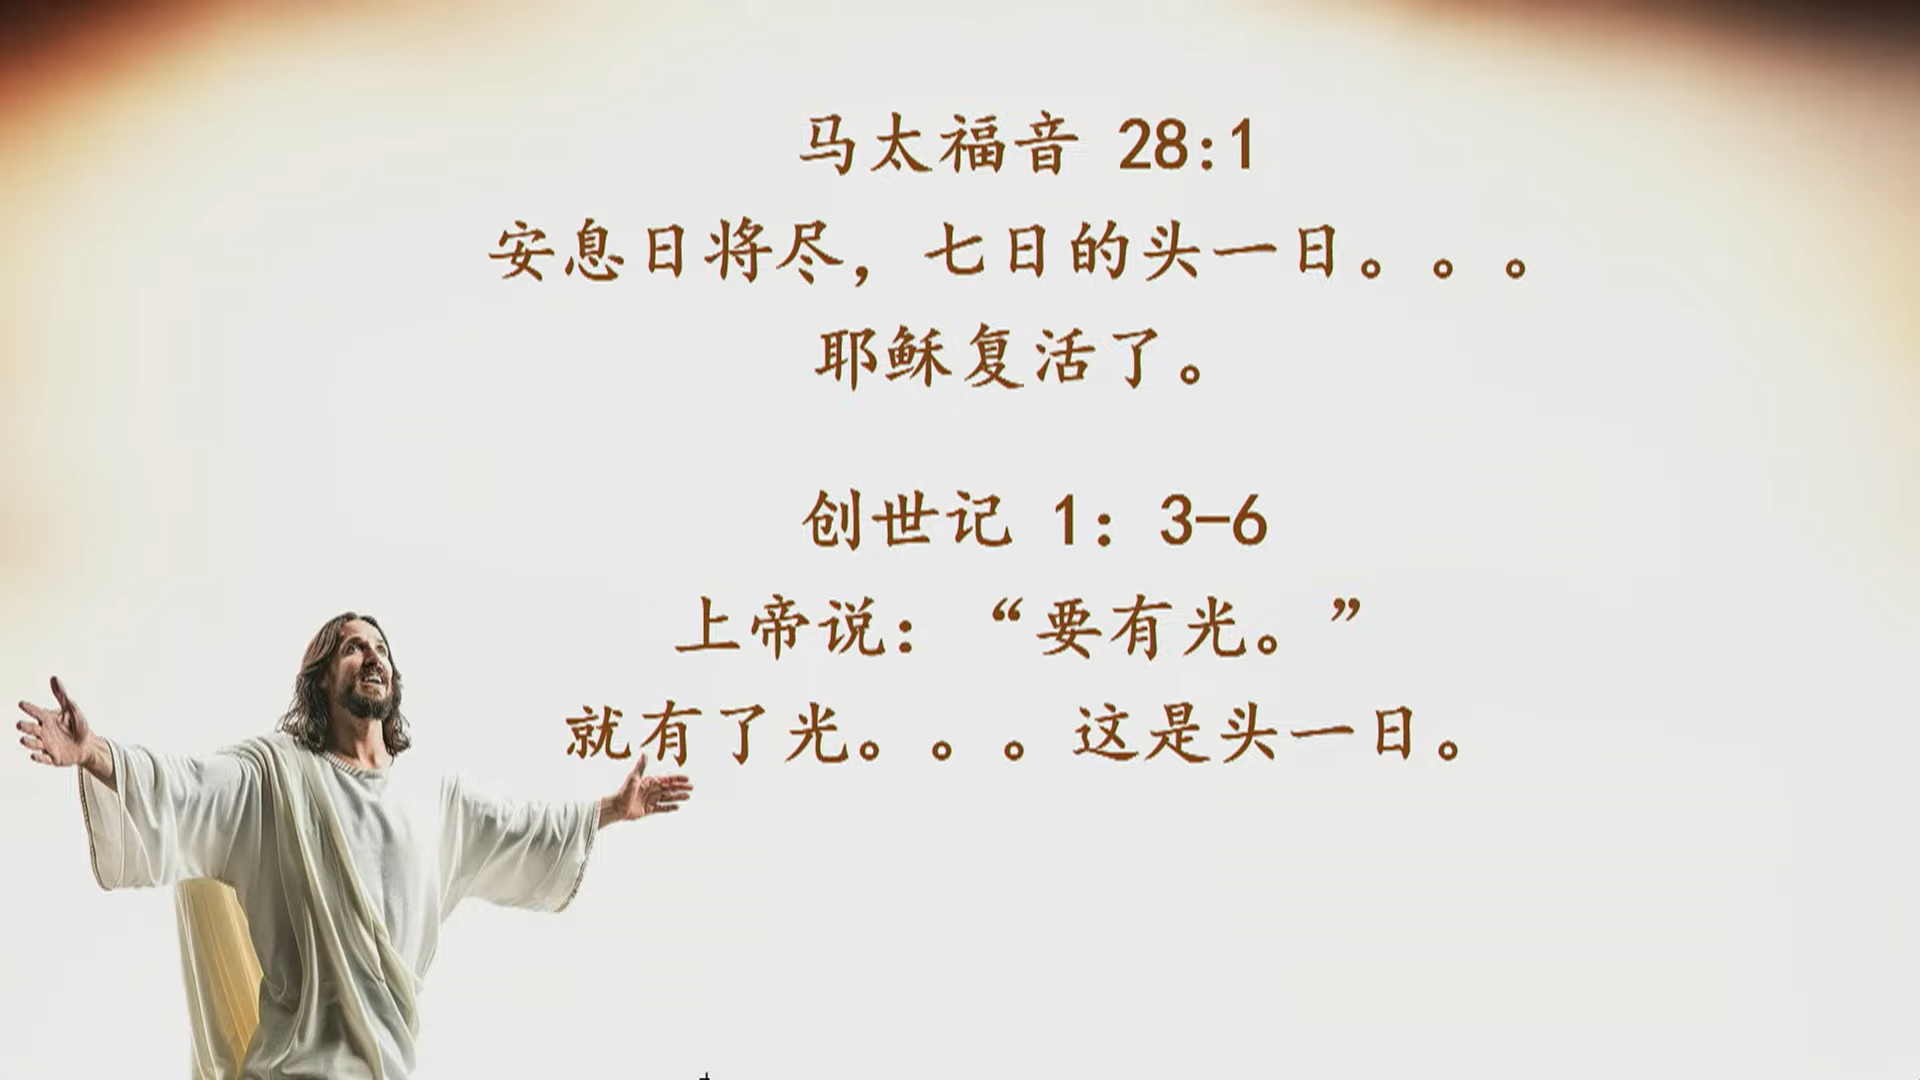 马太福音 28:1
安息日将尽，七日的头一日。。。
耶稣复活了。
创世记 1：3-6
上帝说：“要有光。”
就有了光。。。这是头一日。